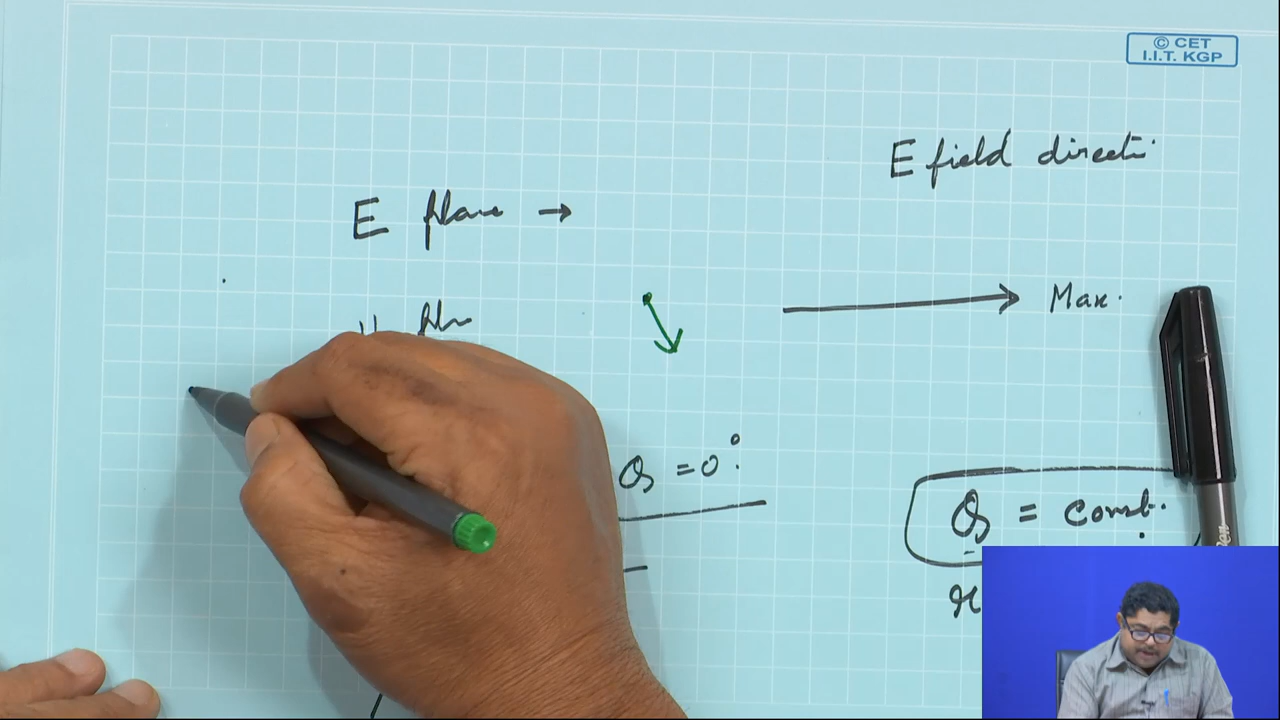 © CET
I.I.T. KGP
E field directi
E plane →
Max.
= 0°
= const.